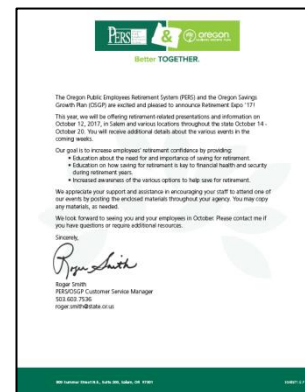 PERS & oregon
Better TOGETHER.
The Oregon Public Employees Retirement System (PERS) and the Oregon Savings
Growth Plan (OSGP) are excited and pleased to announce Retirement Expo '17!
This year, we will be offering retirement-related presentations and information on
October 12, 2017, in Salem and various locations throughout the state October 14 -
October 20. You will receive additional details about the various events in the
coming weeks.
Our goal is to increase employees' retirement confidence by providing:
• Education about the need for and importance of saving for retirement.
• Education on how saving for retirement is key to financial health and security
during retirement years.
• Increased awareness of the various options to help save for retirement.
We appreciate your support and assistance in encouraging your staff to attend one of
our events by posting the enclosed materials throughout your agency. You may copy
any materials, as needed.
We look forward to seeing you and your employees in October. Please contact me if
you have questions or require additional resources.
Sincerely,
Roger Smith
Roger Smith
PERS/OSGP Customer Service Manager
503.603.7536
roger.smith@state.or.us
800 Summer Street N.E., Suite 200, Salem, OR 97301